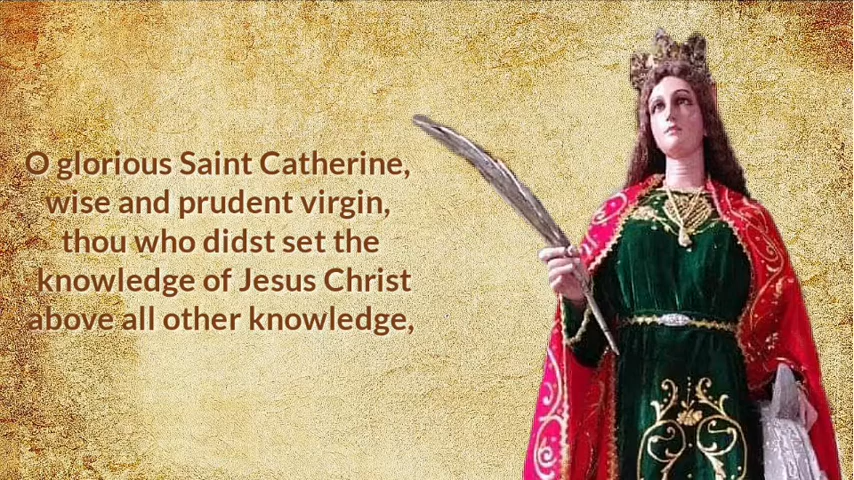 O glorious Saint Catherine,
wise and prudent virgin,
thou who didst set the
knowledge of Jesus Christ
above all other knowledge,